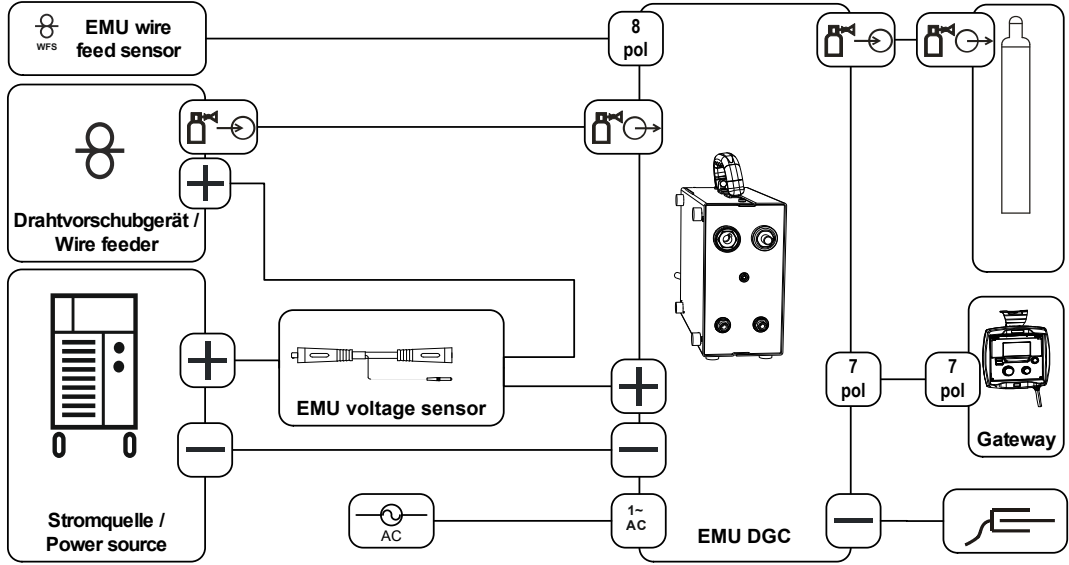 WFS
EMU wire
feed sensor
8
pol
Drahtvorschubgerät /
Wire feeder
EMU voltage sensor
7
pol
7
pol
Gateway
Stromquelle /
Power source
AC
1~
AC
EMU DGC